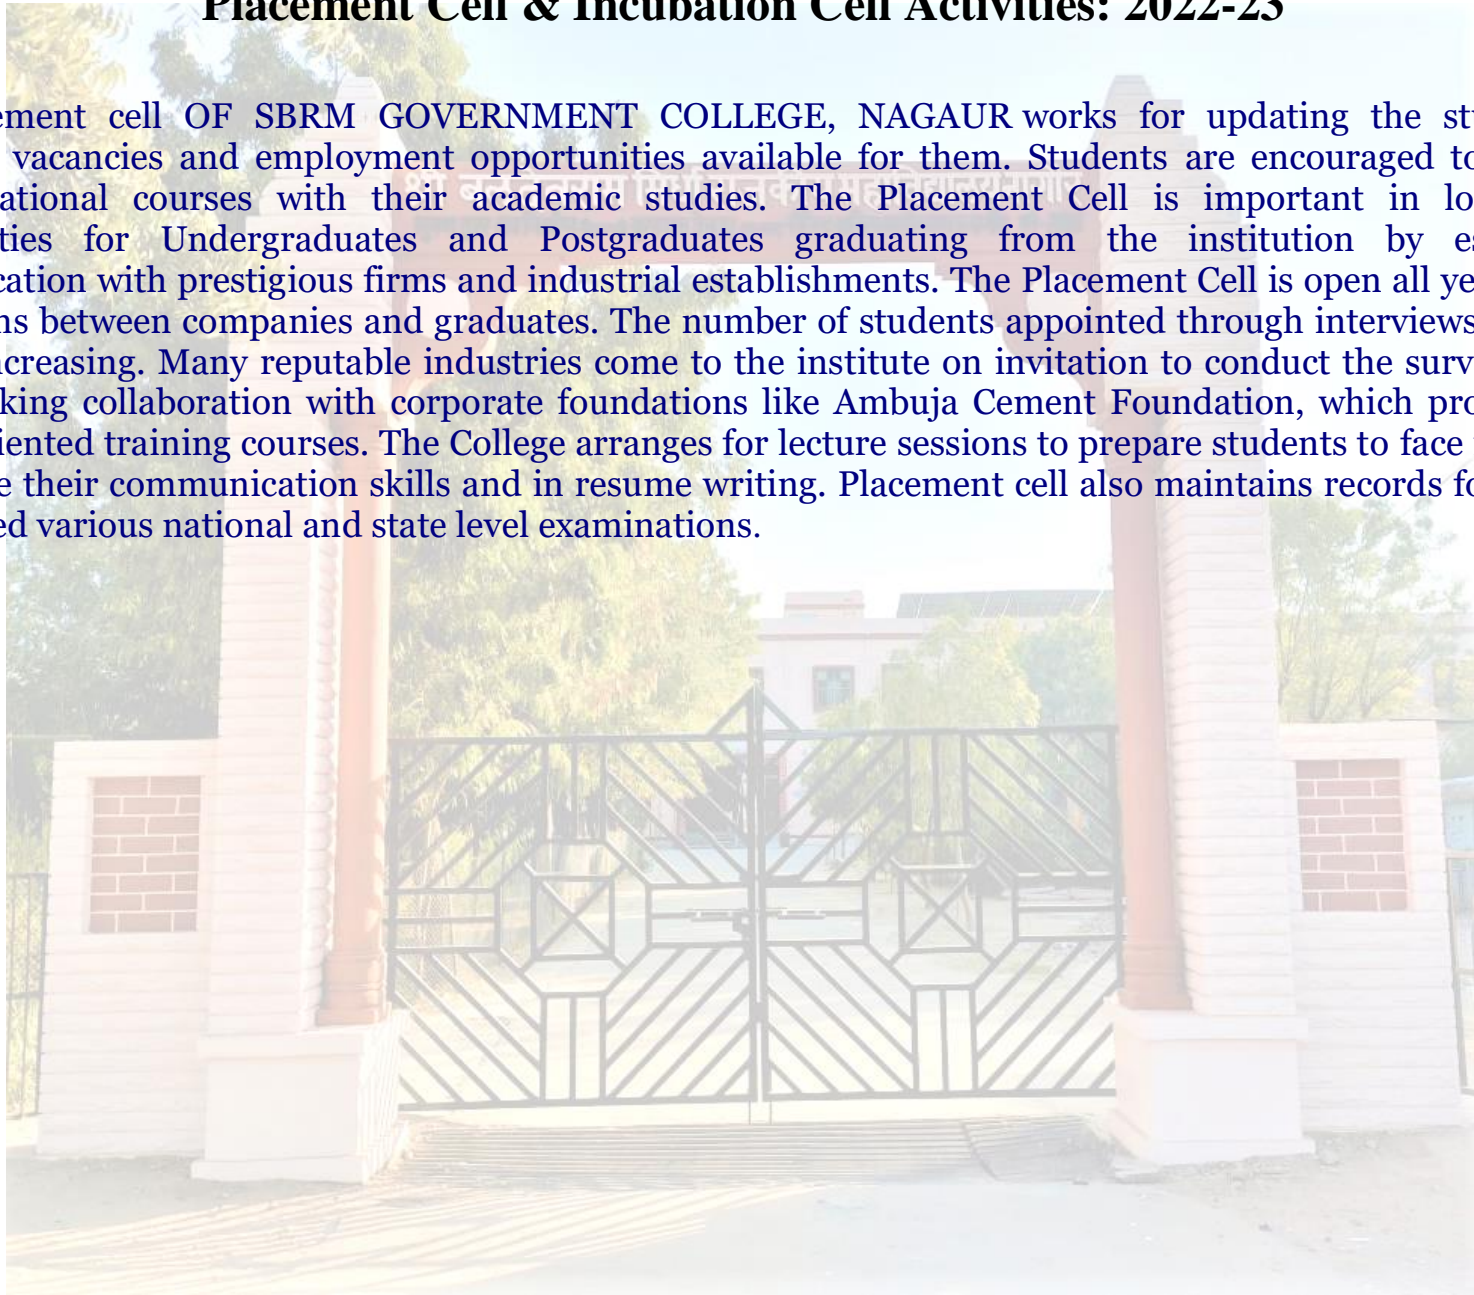 Placement Cell & Incubation Cell Activities: 2022-23
ement cell OF SBRM GOVERNMENT COLLEGE, NAGAUR works for updating the st
vacancies and employment opportunities available for them. Students are encouraged to
ational courses with their academic studies. The Placement Cell is important in lo
ties for Undergraduates and Postgraduates graduating from the institution by es
cation with prestigious firms and industrial establishments. The Placement Cell is open all ye
ns between companies and graduates. The number of students appointed through interviews
ncreasing. Many reputable industries come to the institute on invitation to conduct the surv
king collaboration with corporate foundations like Ambuja Cement Foundation, which pro
iented training courses. The College arranges for lecture sessions to prepare students to face
e their communication skills and in resume writing. Placement cell also maintains records fo
ed various national and state level examinations.